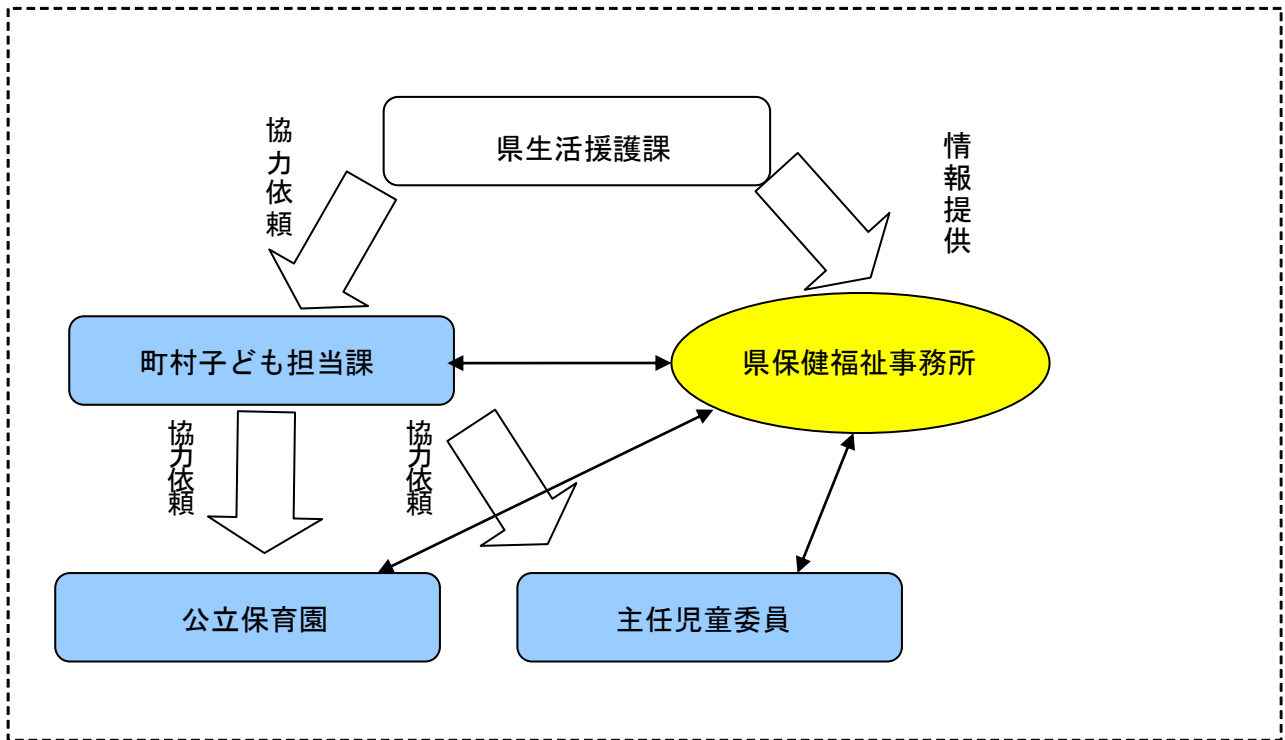 県生活援護課
協力依頼
情報提供
町村子ども担当課
県保健福祉事務所
協力依頼
協力依頼
公立保育園
主任児童委員